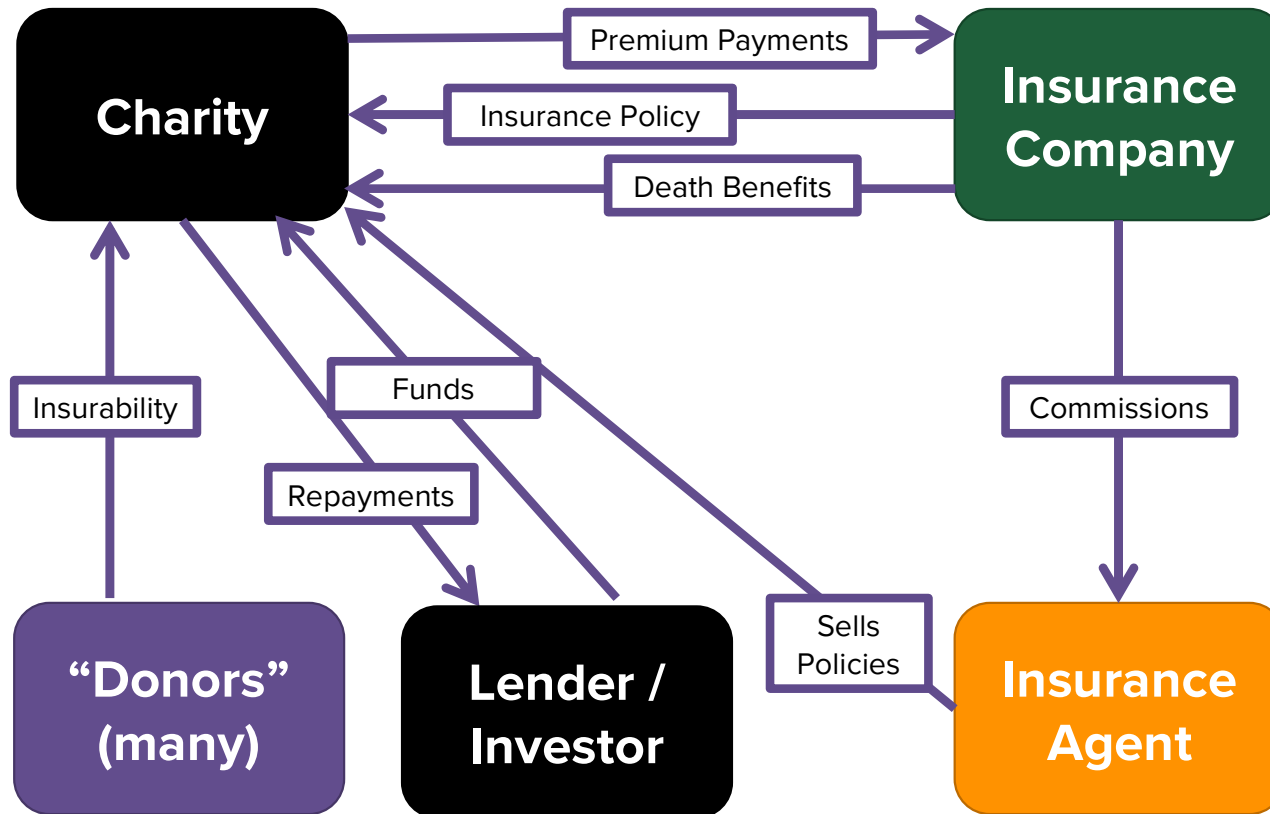 Premium Payments
Charity
Insurance
Company
Insurance Policy
Death Benefits
Insurability
Funds
Commissions
Repayments
Sells
Policies
“Donors”
(many)
Lender /
Investor
Insurance
Agent